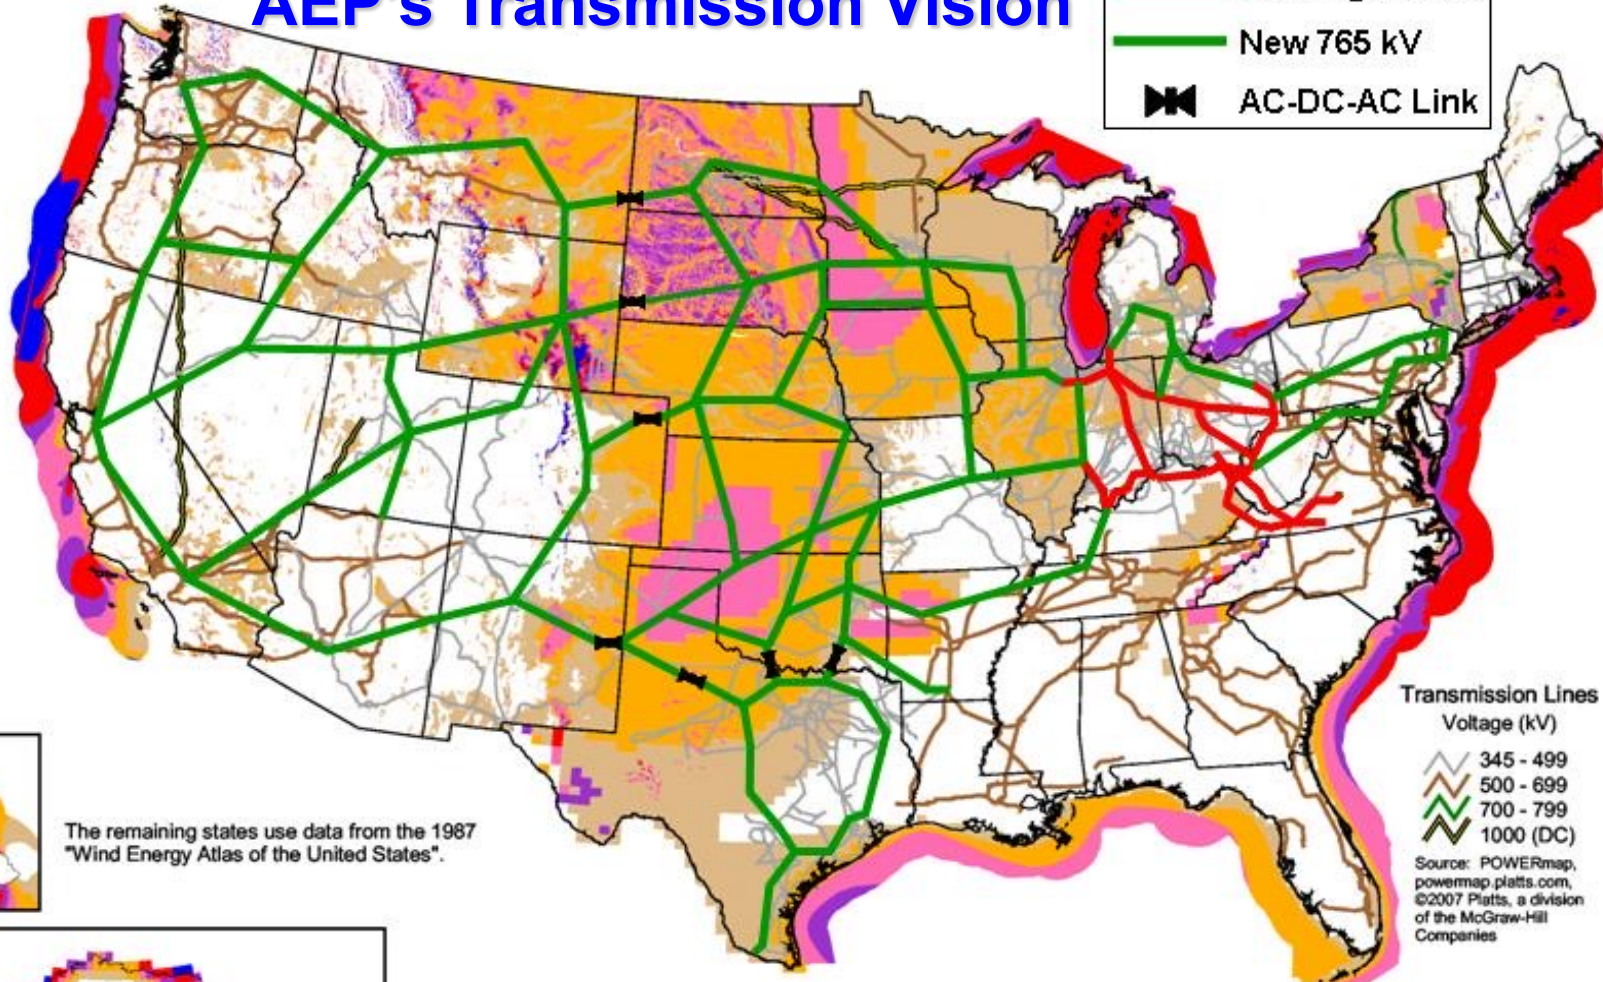 AEP's Transmission Vision
New 765 kV
AC-DC-AC Link
Transmission Lines
Voltage (kV)
345 - 499
500 - 699
700 - 799
1000 (DC)
Source: POWERmap,
powermap.platts.com,
©2007 Platts, a division
of the McGraw-Hill
Companies
The remaining states use data from the 1987
"Wind Energy Atlas of the United States".